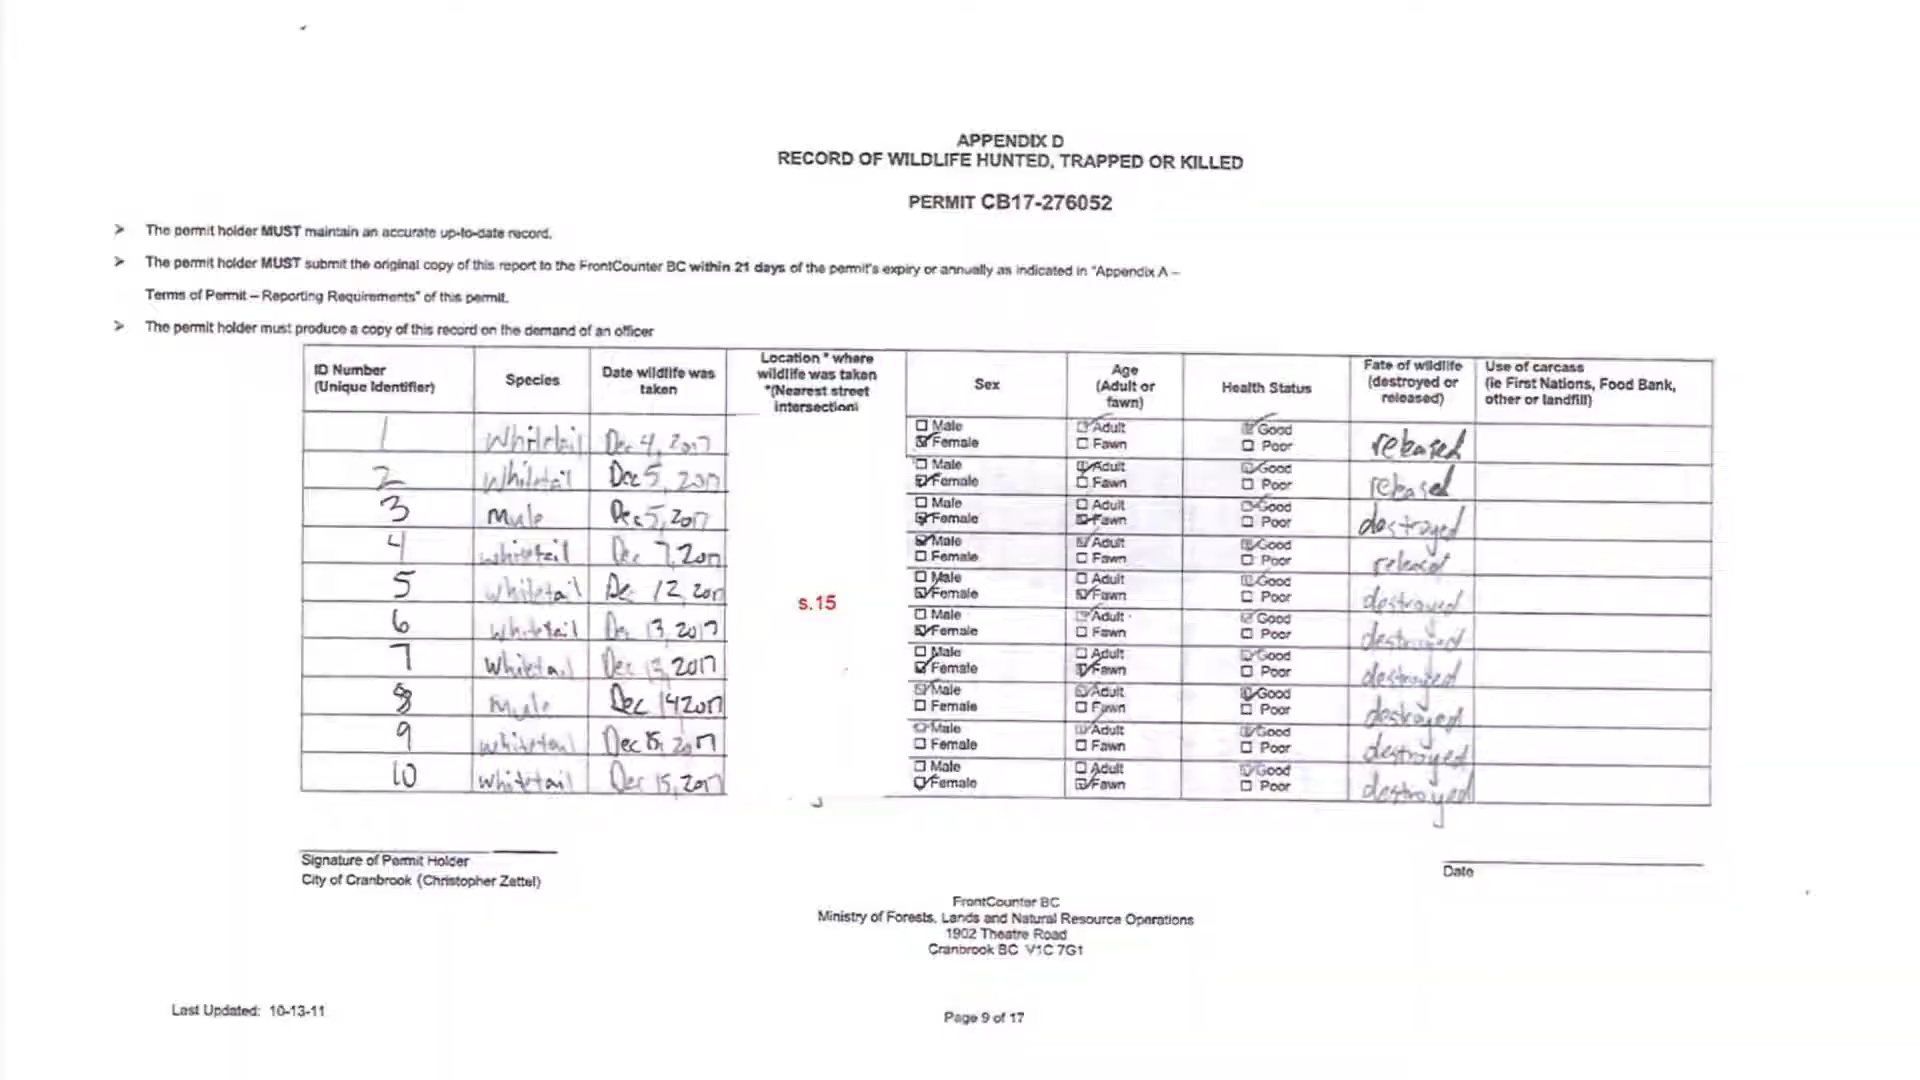 APPENDIX D
RECORD OF WILDLIFE HUNTED, TRAPPED OR KILLED
PERMIT CB17-276052
➢ The permit holder MUST maintain an accurate up-to-date record.
➢ The permit holder MUST submit the original copy of this report to the FrontCounter BC within 21 days of the permit's expiry or annually as indicated in "Appendix A –
Terms of Permit – Reporting Requirements" of this permit.
➢ The permit holder must produce a copy of this record on the demand of an officer
ID Number (Unique Identifier) Species Date wildlife was taken Location * where wildlife was taken *(Nearest street intersection) Sex Age (Adult or fawn) Health Status Fate of wildlife (destroyed or released) Use of carcass (ie First Nations, Food Bank, other or landfill)
1 Whitetail Dec 4, 2017 ☐ Male ☑ Female ☑ Adult ☐ Fawn ☑ Good ☐ Poor released
2 Whitetail Dec 5, 2017 ☐ Male ☑ Female ☑ Adult ☐ Fawn ☑ Good ☐ Poor released
3 Mule Dec 5, 2017 ☐ Male ☑ Female ☐ Adult ☑ Fawn ☑ Good ☐ Poor destroyed
4 whitetail Dec 7, 2017 ☑ Male ☐ Female ☑ Adult ☐ Fawn ☑ Good ☐ Poor released
5 whitetail Dec 12, 2017 ☐ Male ☑ Female ☐ Adult ☑ Fawn ☑ Good ☐ Poor destroyed
s.15
6 whitetail Dec 13, 2017 ☐ Male ☑ Female ☑ Adult ☐ Fawn ☑ Good ☐ Poor destroyed
7 whitetail Dec 13, 2017 ☐ Male ☑ Female ☐ Adult ☑ Fawn ☑ Good ☐ Poor destroyed
8 Mule Dec 14 2017 ☑ Male ☐ Female ☑ Adult ☐ Fawn ☑ Good ☐ Poor destroyed
9 whitetail Dec 15, 2017 ☑ Male ☐ Female ☑ Adult ☐ Fawn ☑ Good ☐ Poor destroyed
10 whitetail Dec 15, 2017 ☐ Male ☑ Female ☐ Adult ☑ Fawn ☑ Good ☐ Poor destroyed
Signature of Permit Holder
City of Cranbrook (Christopher Zettel)
Date
FrontCounter BC
Ministry of Forests, Lands and Natural Resource Operations
1902 Theatre Road
Cranbrook BC V1C 7G1
Last Updated: 10-13-11
Page 9 of 17